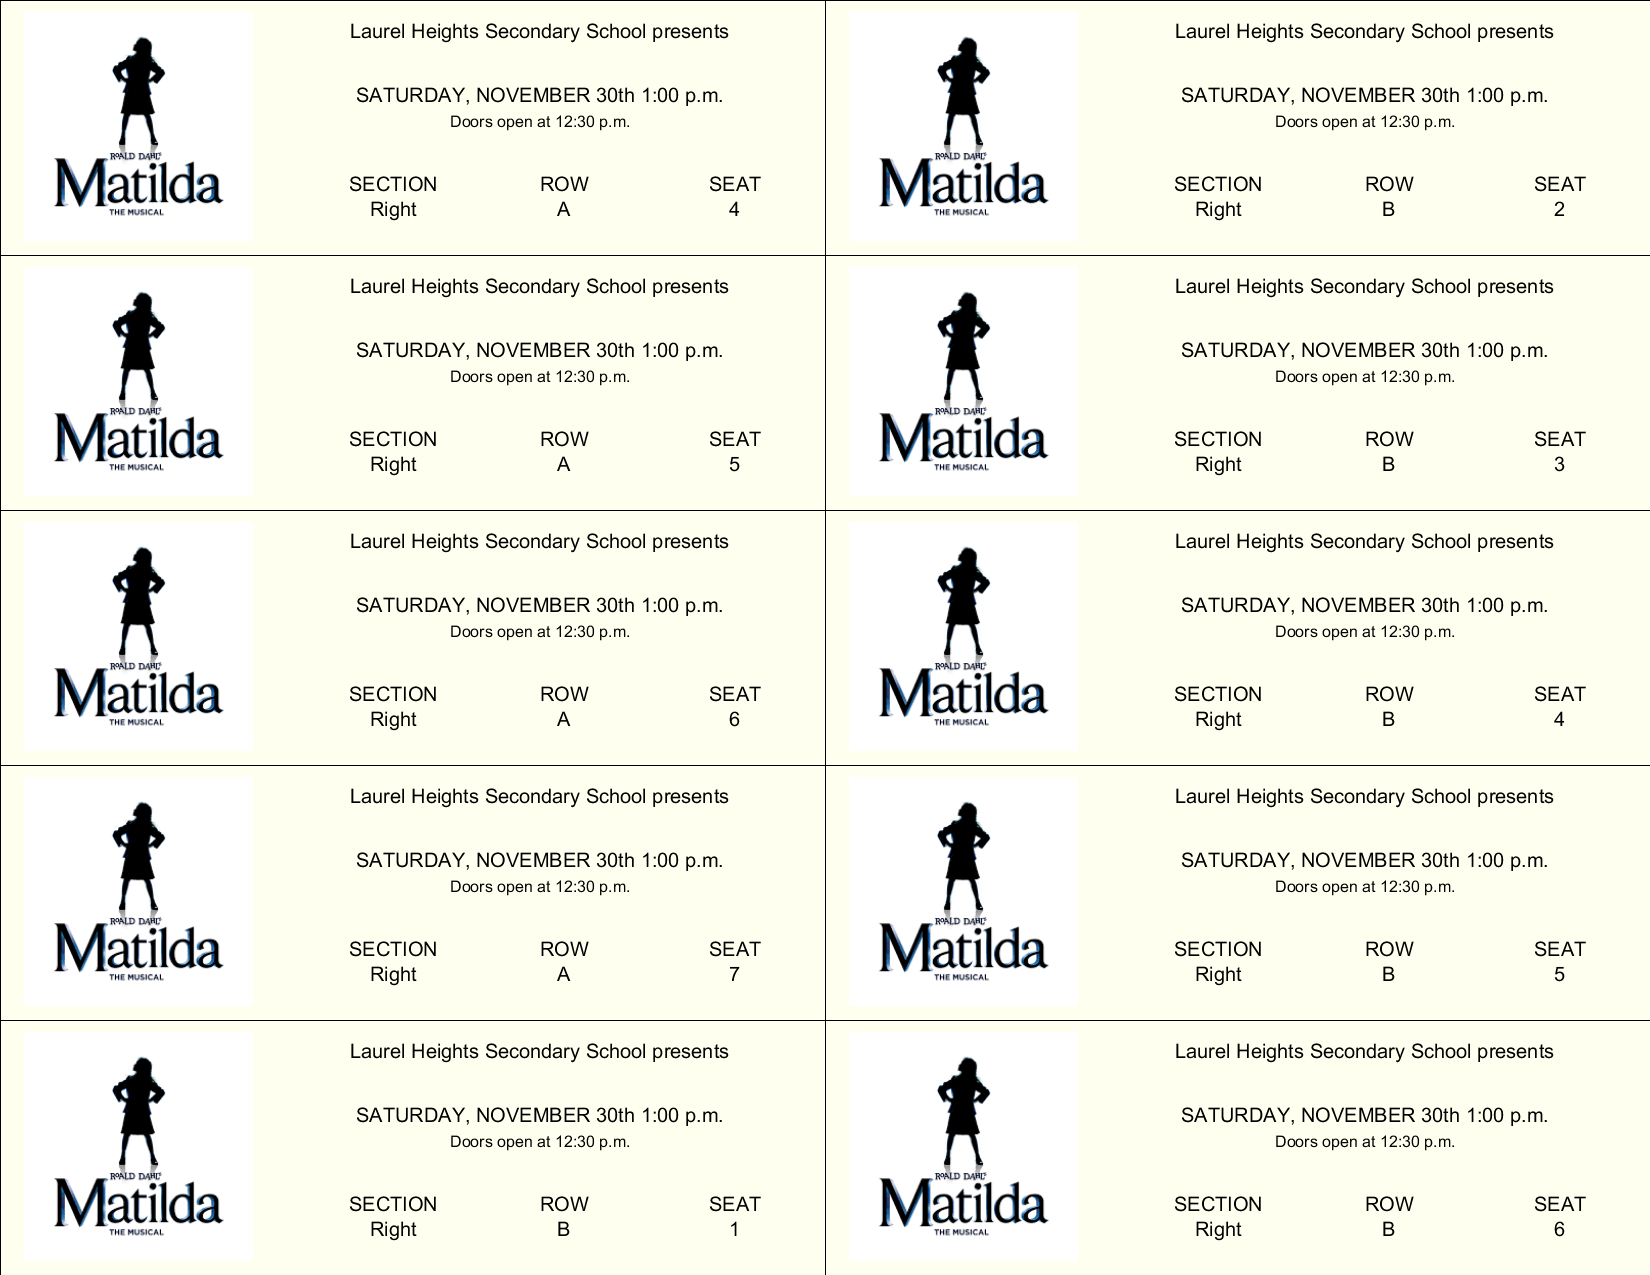 Laurel Heights Secondary School presents
SATURDAY, NOVEMBER 30th 1:00 p.m.
Doors open at 12:30 p.m.
ROALD DAHL'S
Matilda
THE MUSICAL
SECTION ROW SEAT
Right A 4
Laurel Heights Secondary School presents
SATURDAY, NOVEMBER 30th 1:00 p.m.
Doors open at 12:30 p.m.
ROALD DAHL'S
Matilda
THE MUSICAL
SECTION ROW SEAT
Right B 2
Laurel Heights Secondary School presents
SATURDAY, NOVEMBER 30th 1:00 p.m.
Doors open at 12:30 p.m.
ROALD DAHL'S
Matilda
THE MUSICAL
SECTION ROW SEAT
Right A 5
Laurel Heights Secondary School presents
SATURDAY, NOVEMBER 30th 1:00 p.m.
Doors open at 12:30 p.m.
ROALD DAHL'S
Matilda
THE MUSICAL
SECTION ROW SEAT
Right B 3
Laurel Heights Secondary School presents
SATURDAY, NOVEMBER 30th 1:00 p.m.
Doors open at 12:30 p.m.
ROALD DAHL'S
Matilda
THE MUSICAL
SECTION ROW SEAT
Right A 6
Laurel Heights Secondary School presents
SATURDAY, NOVEMBER 30th 1:00 p.m.
Doors open at 12:30 p.m.
ROALD DAHL'S
Matilda
THE MUSICAL
SECTION ROW SEAT
Right B 4
Laurel Heights Secondary School presents
SATURDAY, NOVEMBER 30th 1:00 p.m.
Doors open at 12:30 p.m.
ROALD DAHL'S
Matilda
THE MUSICAL
SECTION ROW SEAT
Right A 7
Laurel Heights Secondary School presents
SATURDAY, NOVEMBER 30th 1:00 p.m.
Doors open at 12:30 p.m.
ROALD DAHL'S
Matilda
THE MUSICAL
SECTION ROW SEAT
Right B 5
Laurel Heights Secondary School presents
SATURDAY, NOVEMBER 30th 1:00 p.m.
Doors open at 12:30 p.m.
ROALD DAHL'S
Matilda
THE MUSICAL
SECTION ROW SEAT
Right B 1
Laurel Heights Secondary School presents
SATURDAY, NOVEMBER 30th 1:00 p.m.
Doors open at 12:30 p.m.
ROALD DAHL'S
Matilda
THE MUSICAL
SECTION ROW SEAT
Right B 6